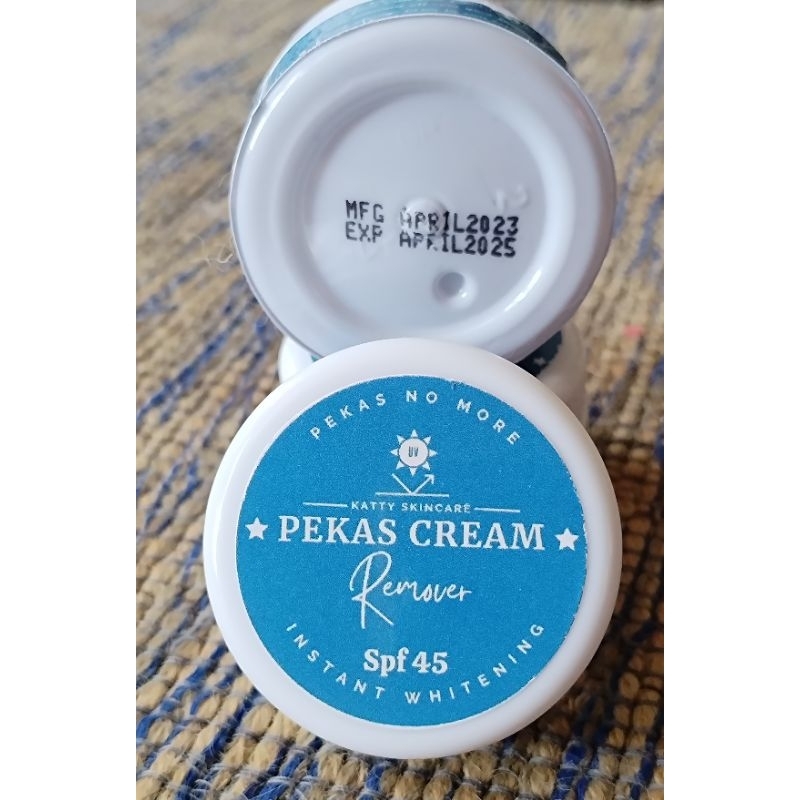 MFG APRIL2023
EXP APRIL2025
PEKAS NO MORE
UV
KATTY SKINCARE
PEKAS CREAM
Remover
Spf 45
INSTANT WHITENING